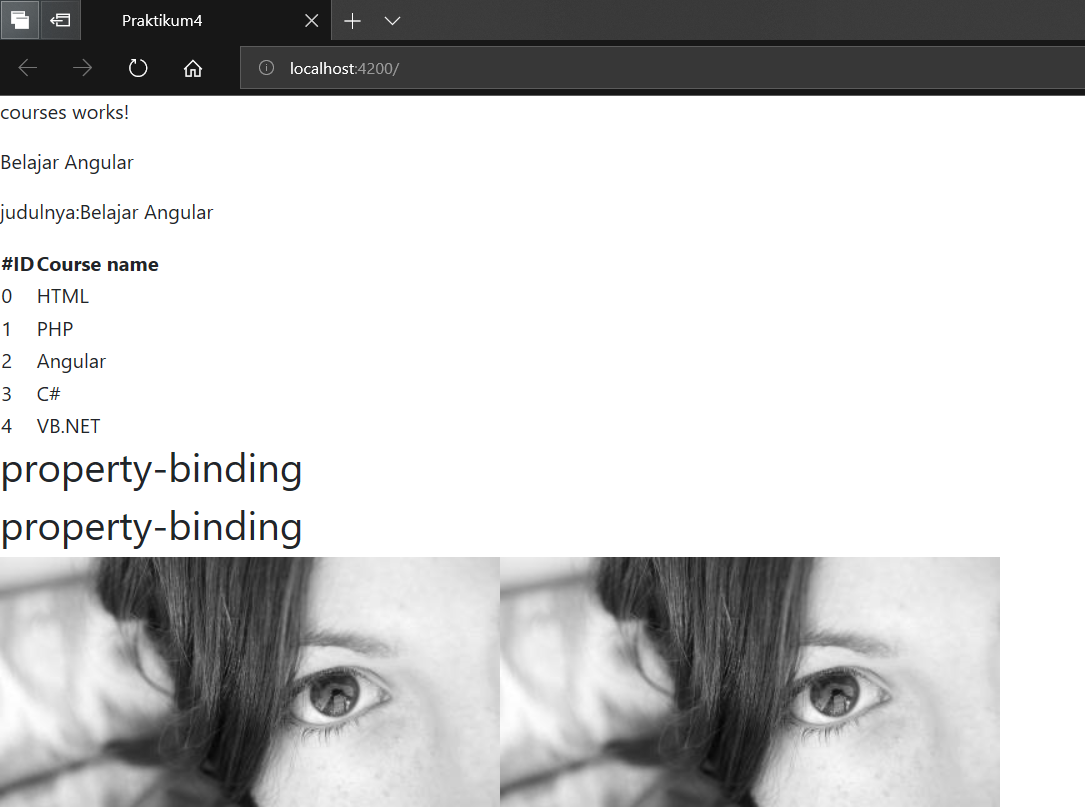 Praktikum4
localhost:4200/
courses works!
Belajar Angular
judulnya:Belajar Angular
#ID Course name
0 HTML
1 PHP
2 Angular
3 C#
4 VB.NET
property-binding
property-binding